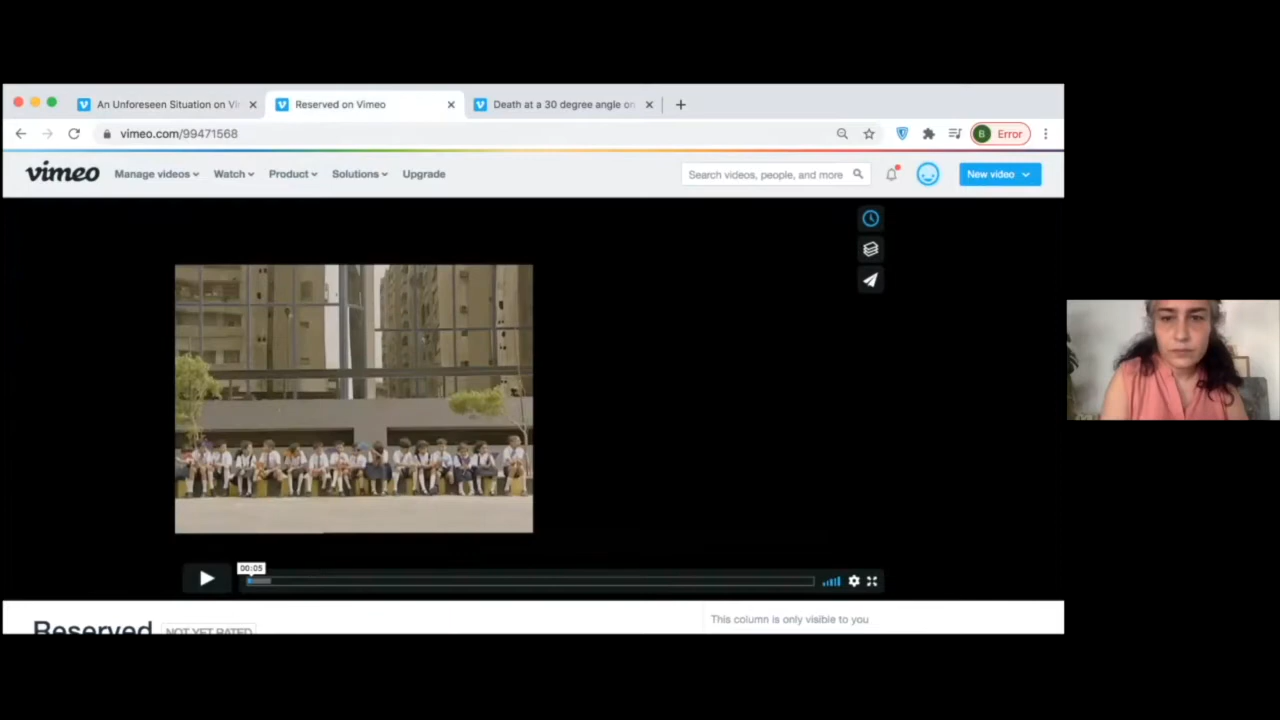 An Unforeseen Situation on Vi
Reserved on Vimeo
Death at a 30 degree angle on
vimeo.com/99471568
B Error
vimeo
Manage videos
Watch
Product
Solutions
Upgrade
Search videos, people, and more
New video
00:05
Reserved
NOT YET RATED
This column is only visible to you